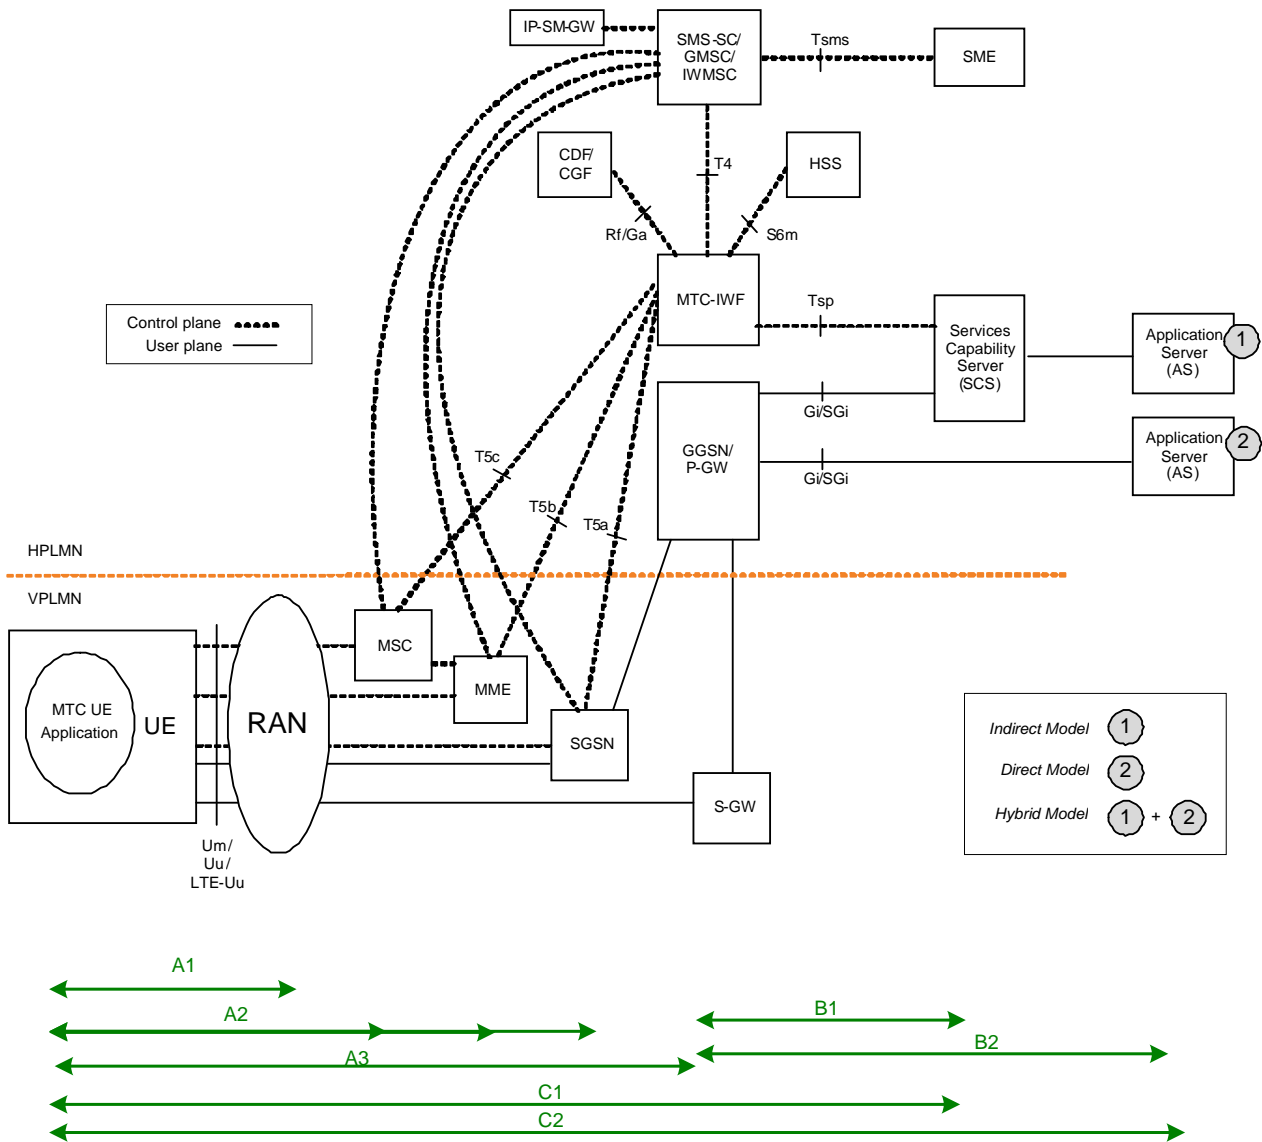 IP-SM-GW
SMS-SC/
GMSC/
IWMSC
Tsms
SME
CDF/
CGF
T4
HSS
Rf/Ga
S6m
MTC-IWF
Tsp
Control plane
User plane
Services
Capability
Server
(SCS)
Application
Server
(AS)
1
Gi/SGi
GGSN/
P-GW
Gi/SGi
Application
Server
(AS)
2
T5c
T5b
T5a
HPLMN
VPLMN
MSC
MME
SGSN
S-GW
MTC UE
Application
UE
RAN
Um/
Uu/
LTE-Uu
Indirect Model 1
Direct Model 2
Hybrid Model 1 + 2
A1
A2
A3
B1
B2
C1
C2